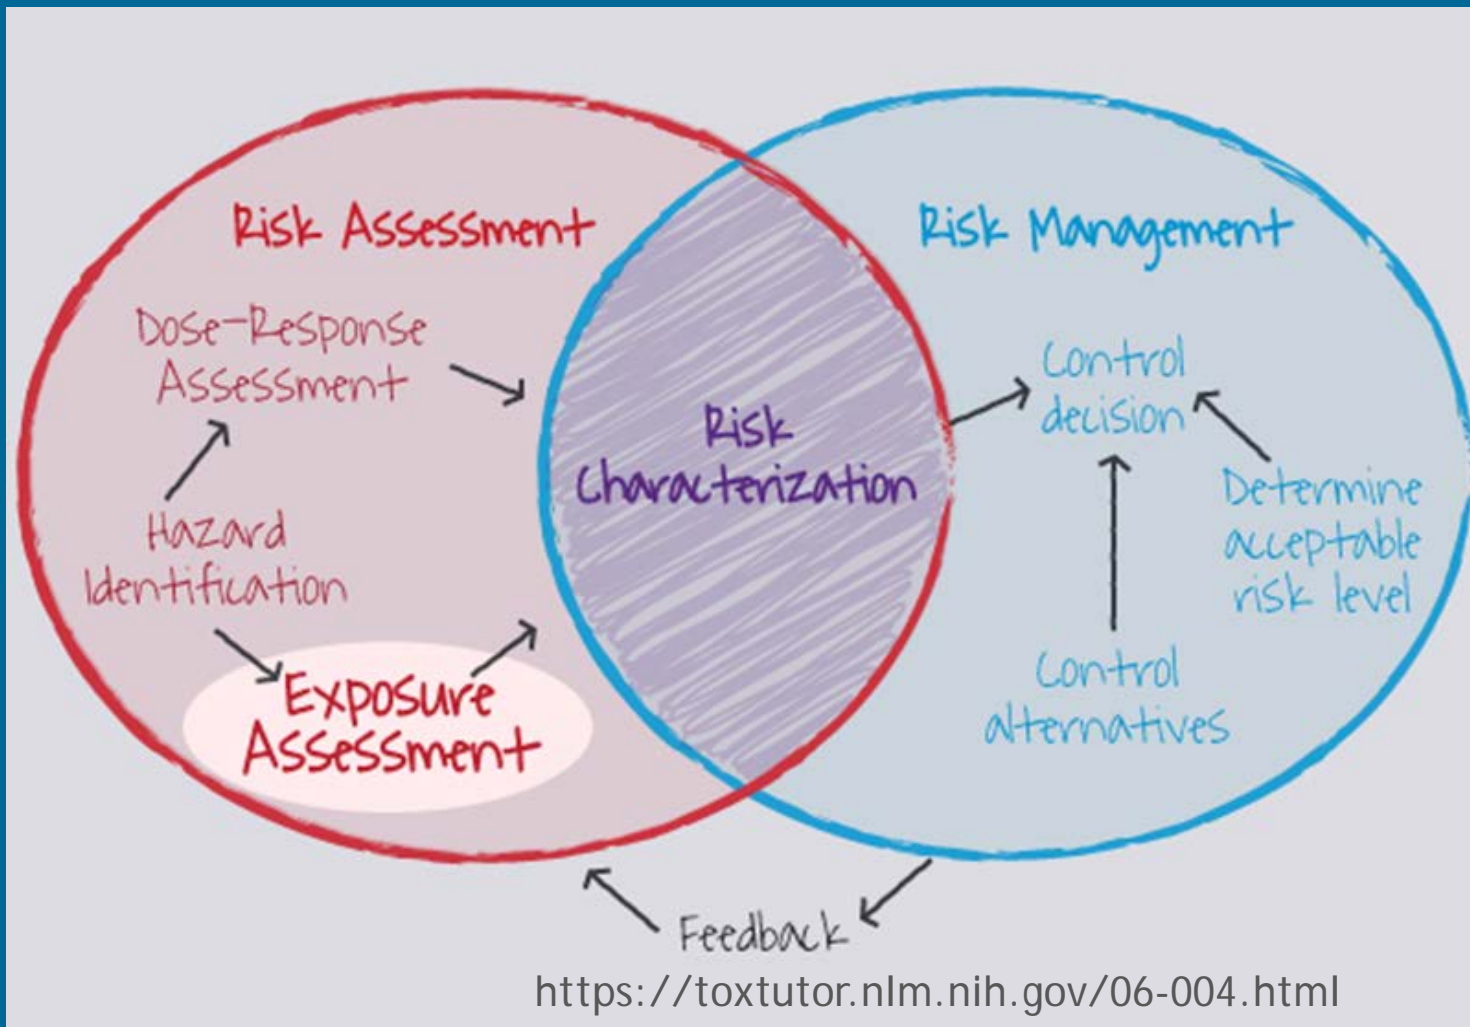 Risk Assessment
Dose-Response
Assessment
Hazard
Identification
Exposure
Assessment
Risk
Characterization
Risk Management
Control
decision
Determine
acceptable
risk level
Control
alternatives
Feedback
https://toxtutor.nlm.nih.gov/06-004.html